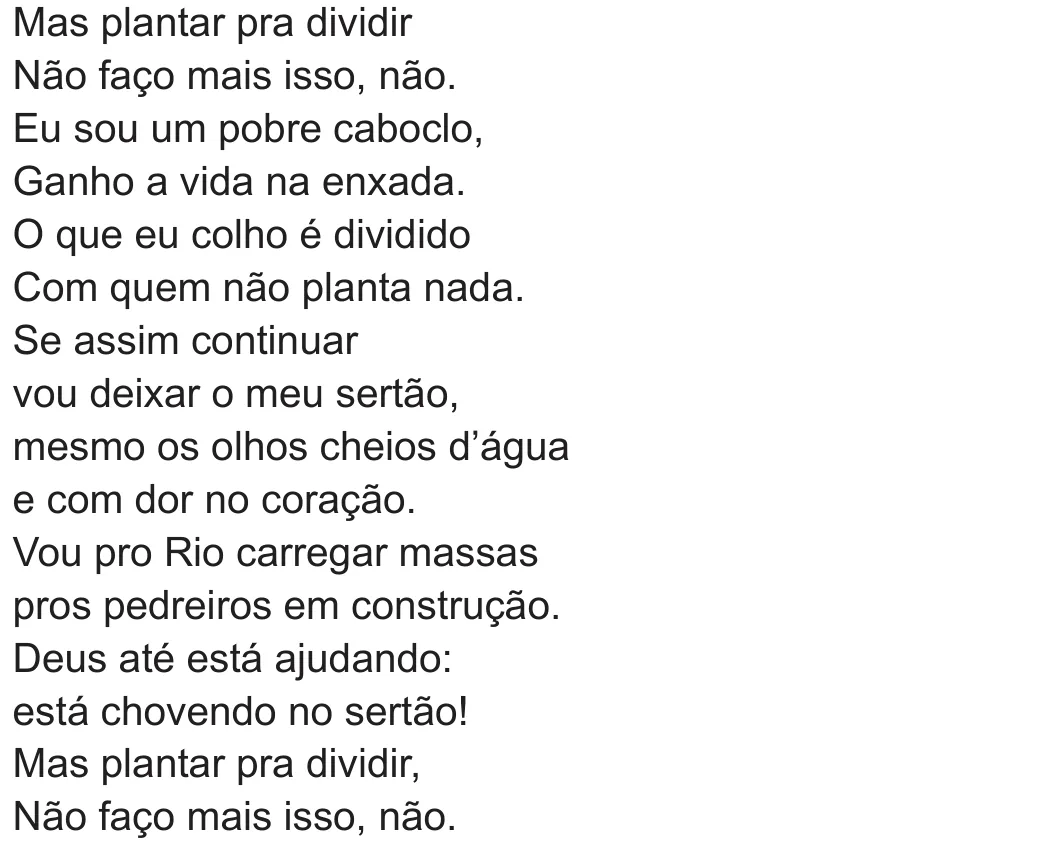 Mas plantar pra dividir
Não faço mais isso, não.
Eu sou um pobre caboclo,
Ganho a vida na enxada.
O que eu colho é dividido
Com quem não planta nada.
Se assim continuar
vou deixar o meu sertão,
mesmo os olhos cheios d’água
e com dor no coração.
Vou pro Rio carregar massas
pros pedreiros em construção.
Deus até está ajudando:
está chovendo no sertão!
Mas plantar pra dividir,
Não faço mais isso, não.